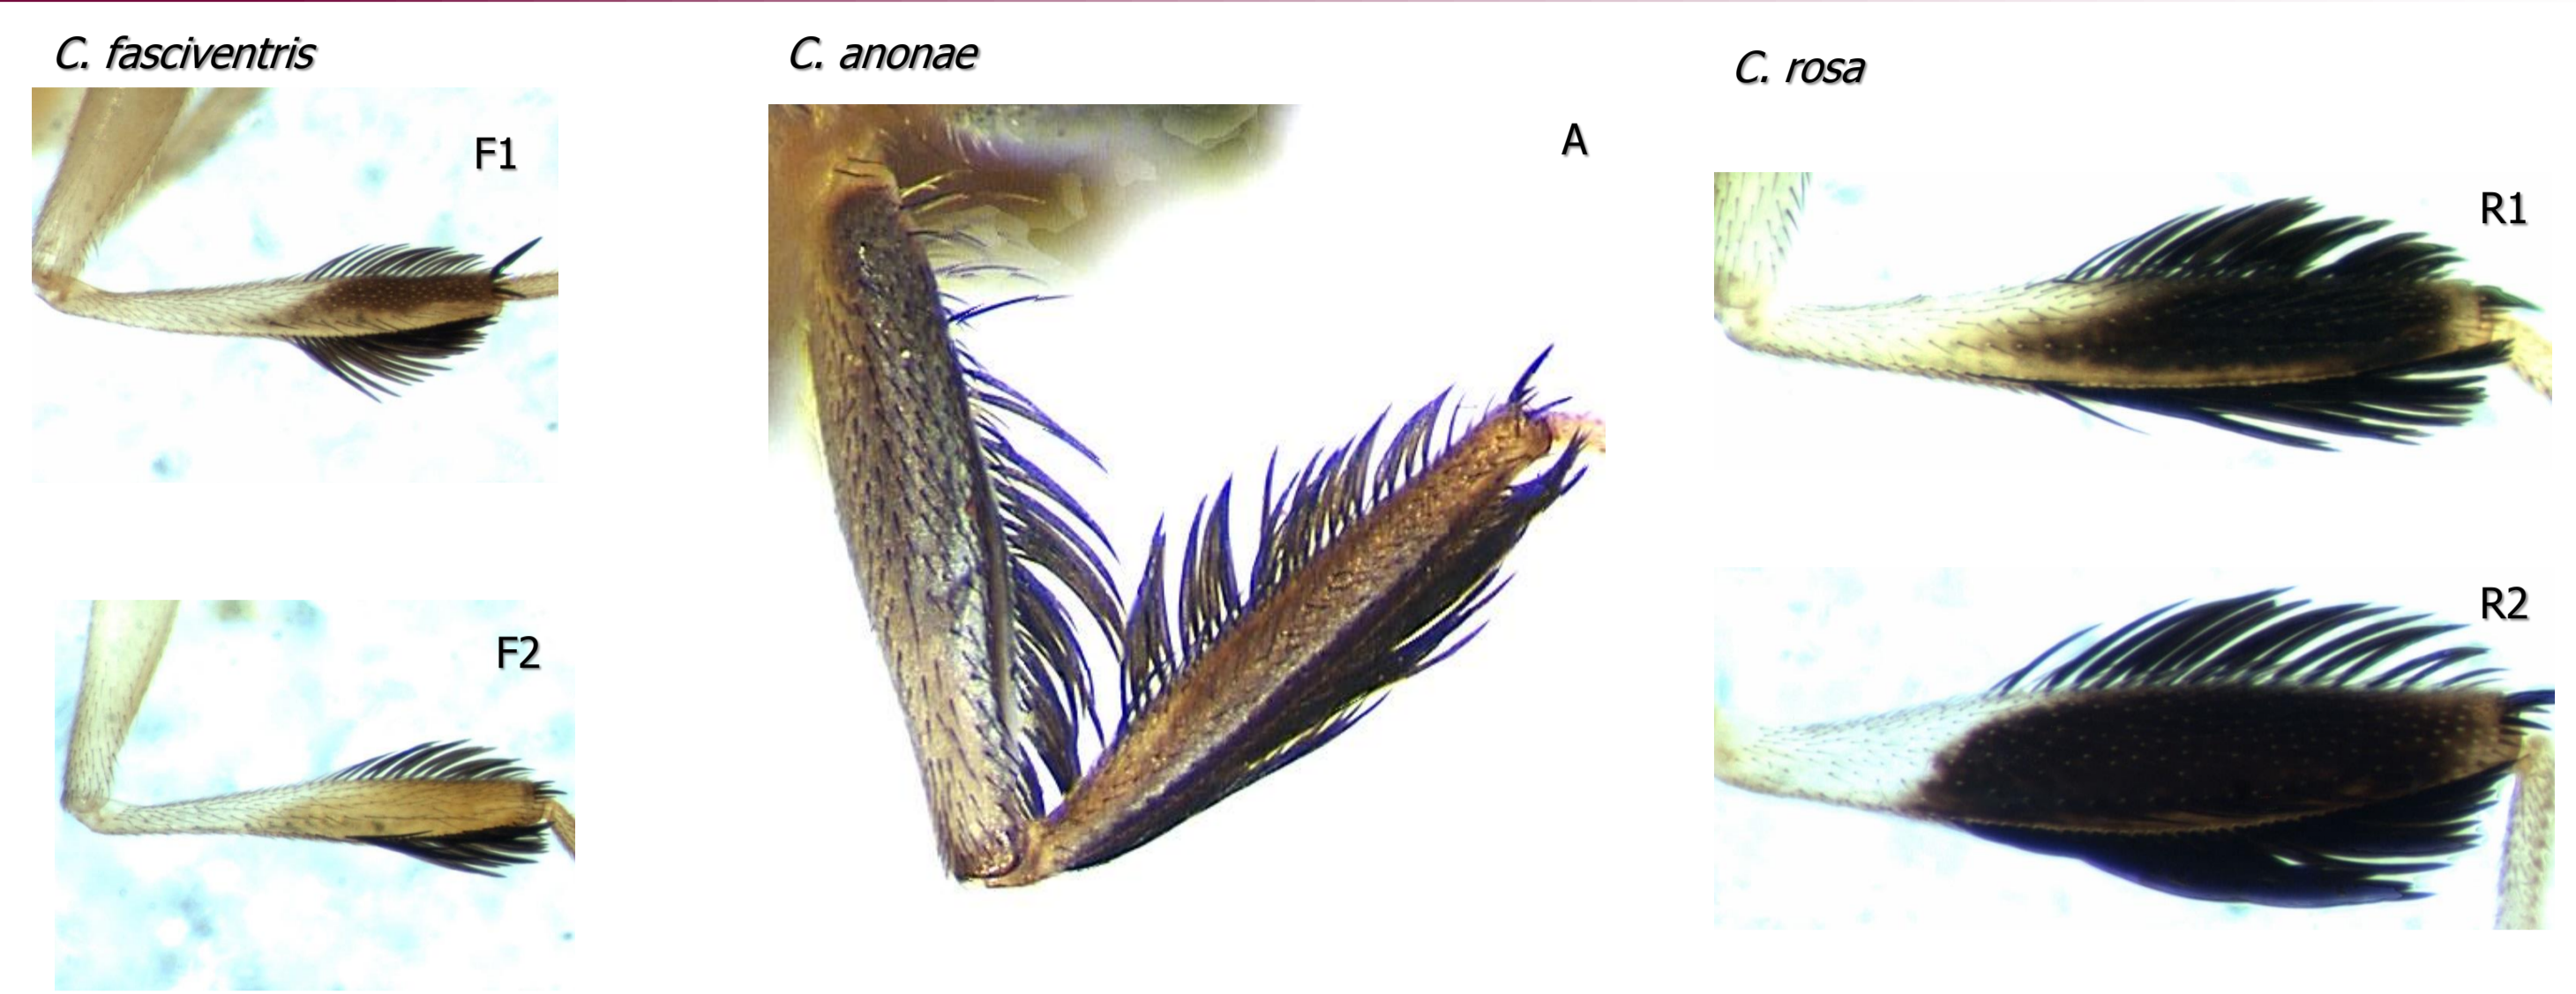 C. fasciventris
F1
F2
C. anonae
A
C. rosa
R1
R2